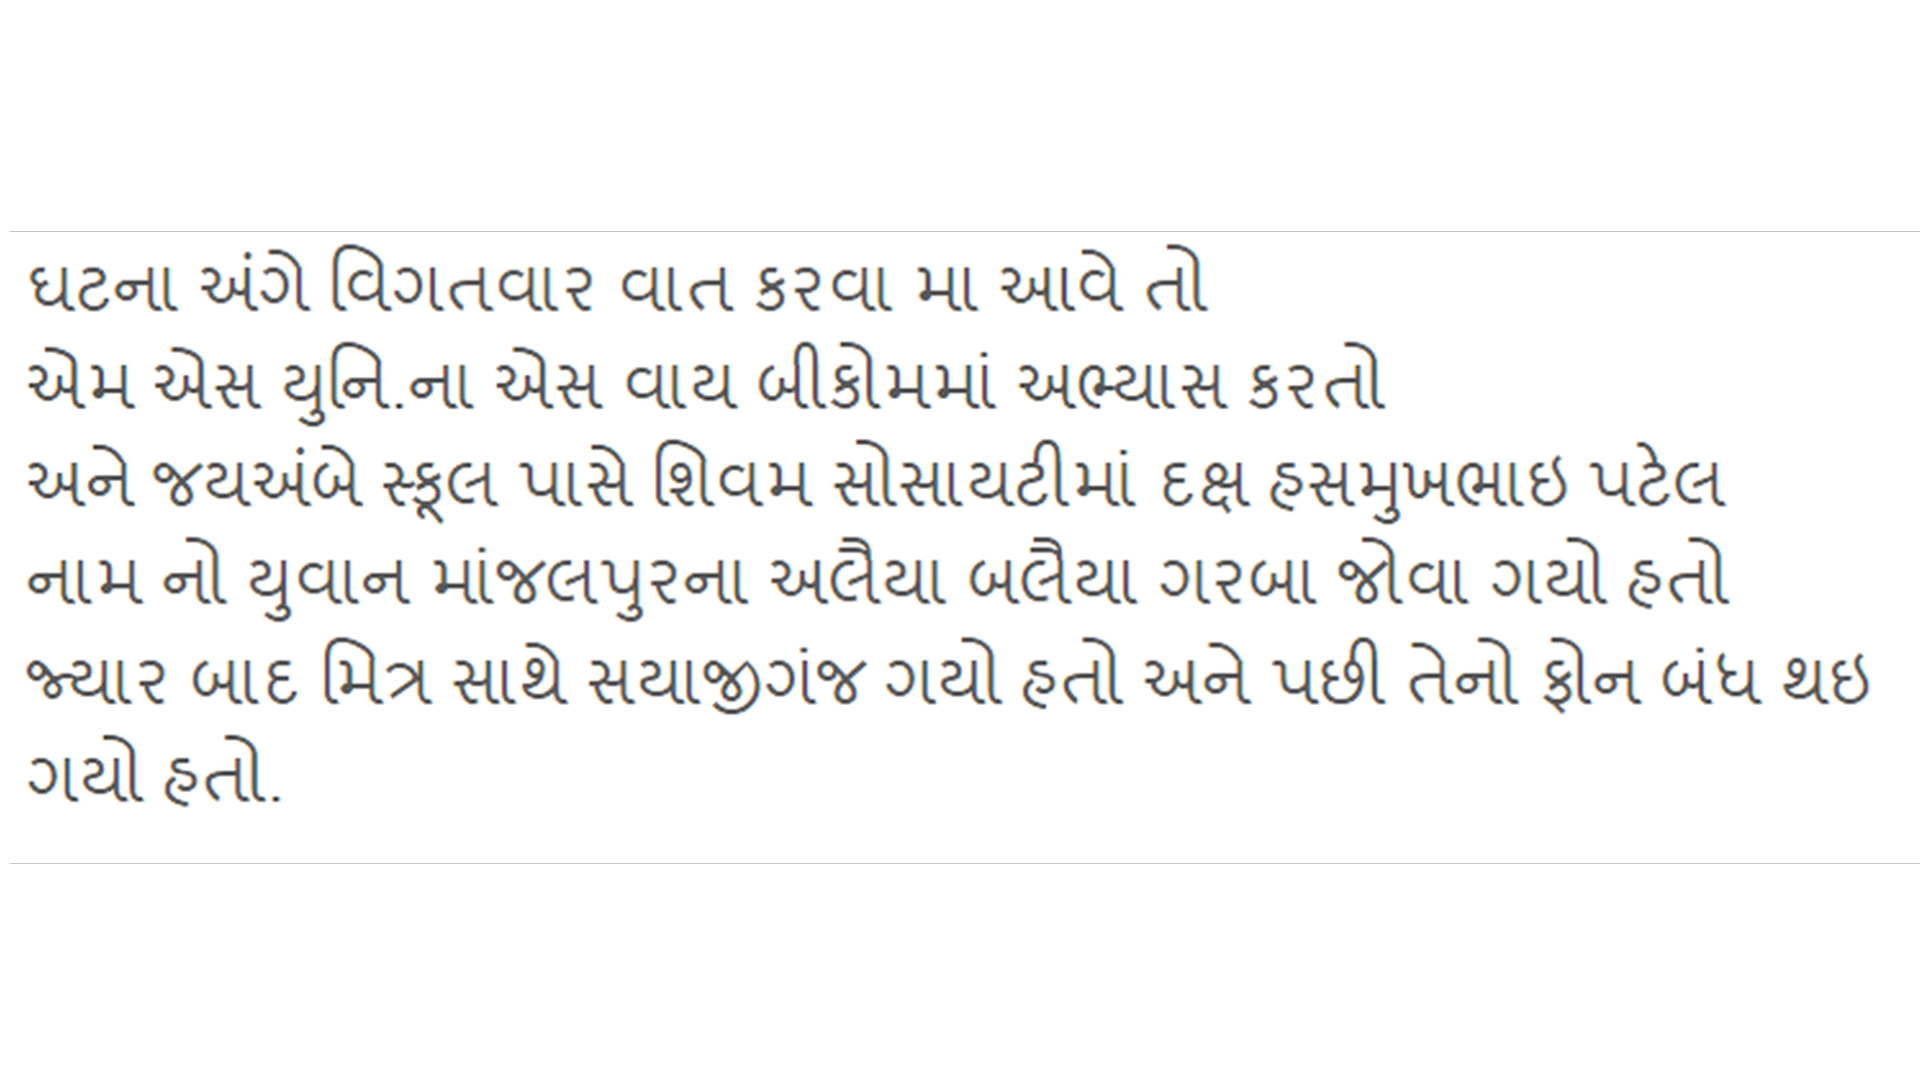 ઘટના અંગે વિગતવાર વાત કરવા મા આવે તો
એમ એસ યુનિ.ના એસ વાય બીકોમમાં અભ્યાસ કરતો
અને જયઅંબે સ્કૂલ પાસે શિવમ સોસાયટીમાં દક્ષ હસમુખભાઇ પટેલ
નામ નો યુવાન માંજલપુરના અલૈયા બલૈયા ગરબા જોવા ગયો હતો
જ્યાર બાદ મિત્ર સાથે સયાજીગંજ ગયો હતો અને પછી તેનો ફોન બંધ થઇ
ગયો હતો.